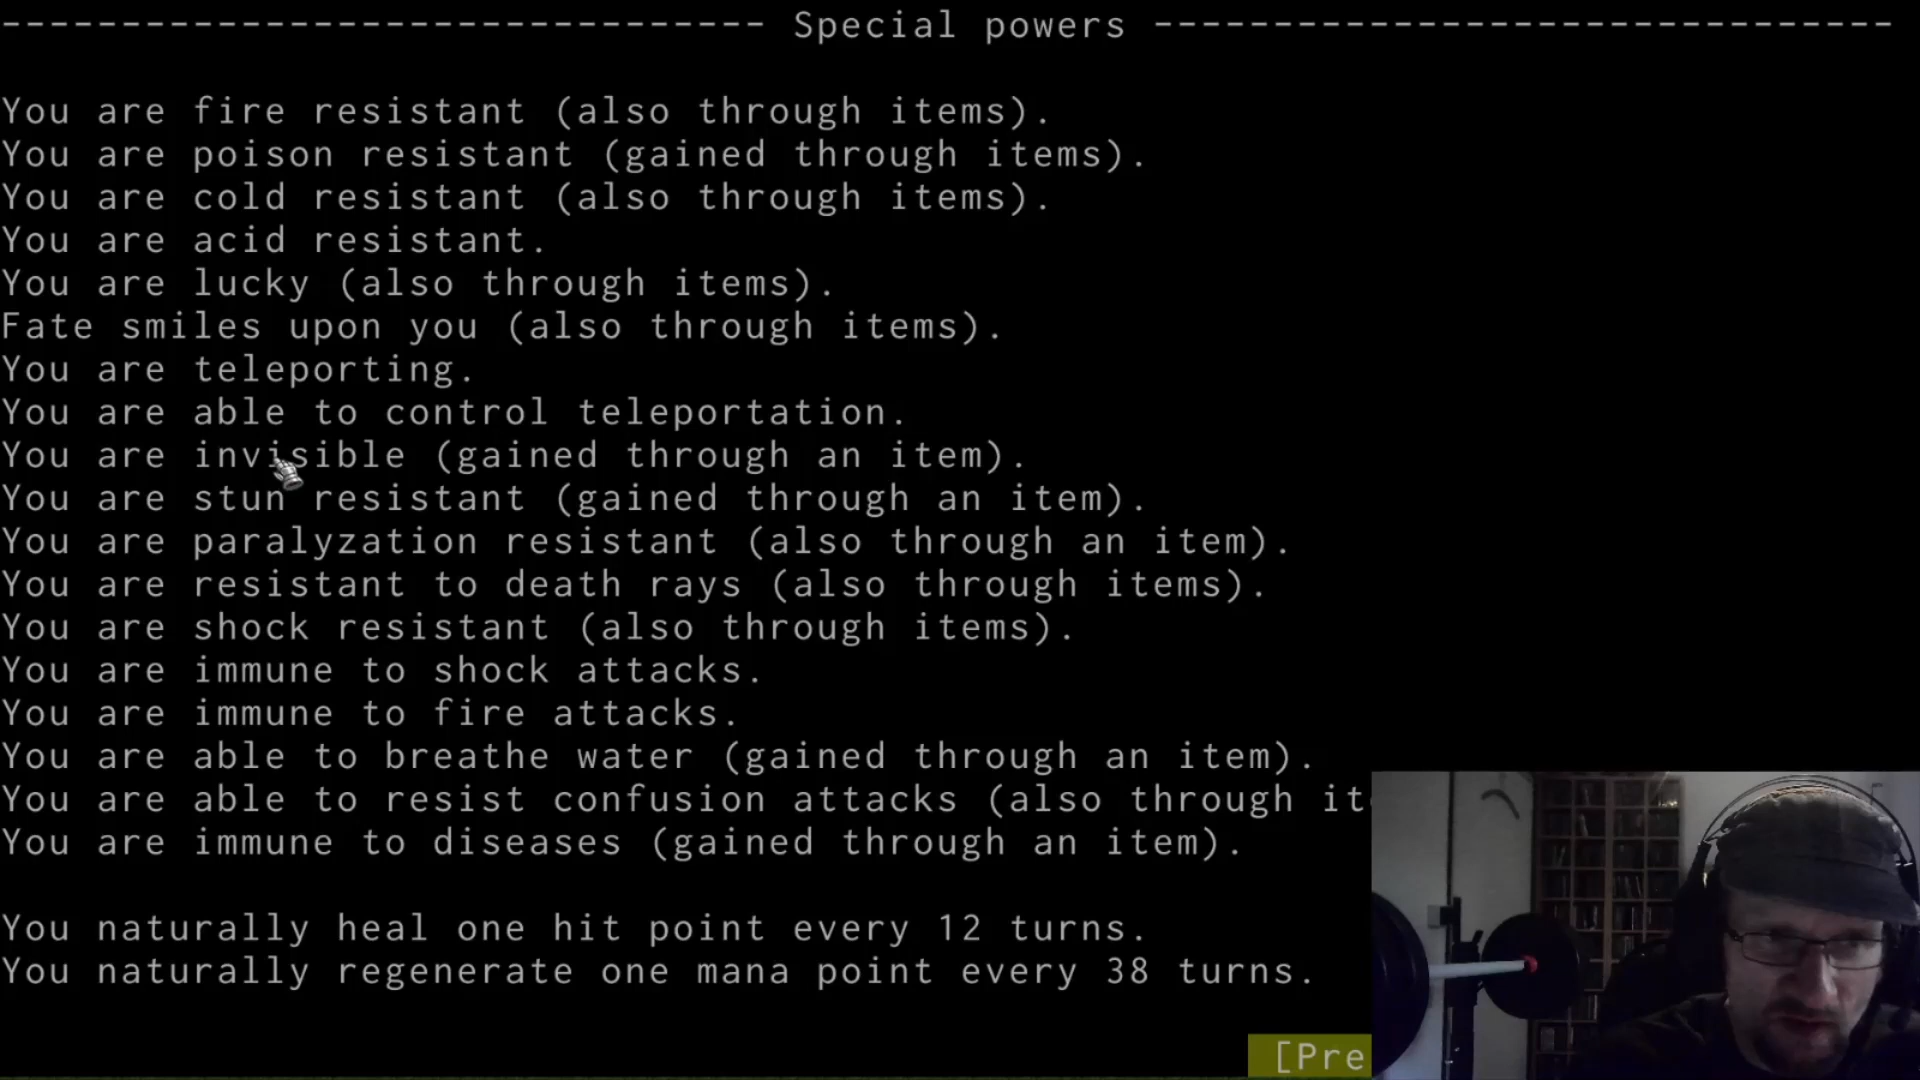 Special powers
You are fire resistant (also through items).
You are poison resistant (gained through items).
You are cold resistant (also through items).
You are acid resistant.
You are lucky (also through items).
Fate smiles upon you (also through items).
You are teleporting.
You are able to control teleportation.
You are invisible (gained through an item).
You are stun resistant (gained through an item).
You are paralyzation resistant (also through an item).
You are resistant to death rays (also through items).
You are shock resistant (also through items).
You are immune to shock attacks.
You are immune to fire attacks.
You are able to breathe water (gained through an item).
You are able to resist confusion attacks (also through it
You are immune to diseases (gained through an item).
You naturally heal one hit point every 12 turns.
You naturally regenerate one mana point every 38 turns.
[Pre